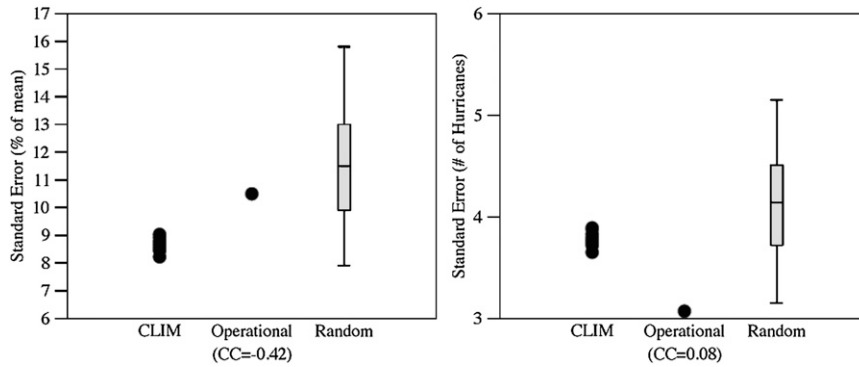 Standard Error (% of mean)
17
16
15
14
13
12
11
10
9
8
7
6
CLIM
Operational
Random
(CC=-0.42)
Standard Error (# of Hurricanes)
6
5
4
3
CLIM
Operational
Random
(CC=0.08)